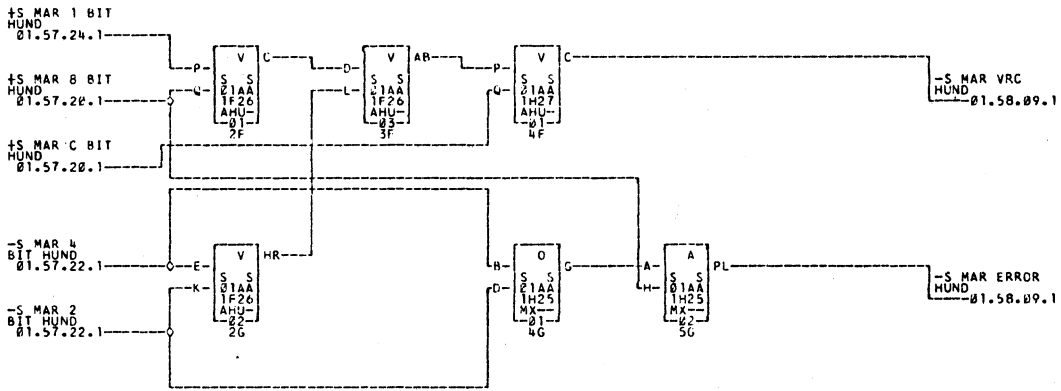 +S MAR 1 BIT
HUND
01.57.24.1
+S MAR 8 BIT
HUND
01.57.20.1
+S MAR C BIT
HUND
01.57.20.1
-S MAR 4
BIT HUND
01.57.22.1
-S MAR 2
BIT HUND
01.57.22.1
P
Q
V
S S
01AA
1F26
AHU-
-01-
2F
C
D
L
V
S S
01AA
1F26
AHU-
-03-
3F
AB
P
Q
V
S S
01AA
1H27
AHU-
-01-
4F
C
-S MAR VRC
HUND
01.58.09.1
E
K
V
S S
01AA
1F26
AHU-
-02-
2G
HR
B
D
O
S S
01AA
1H25
MX--
-01-
4G
G
A
H
A
S S
01AA
1H25
MX--
-02-
5G
PL
-S MAR ERROR
HUND
01.58.09.1